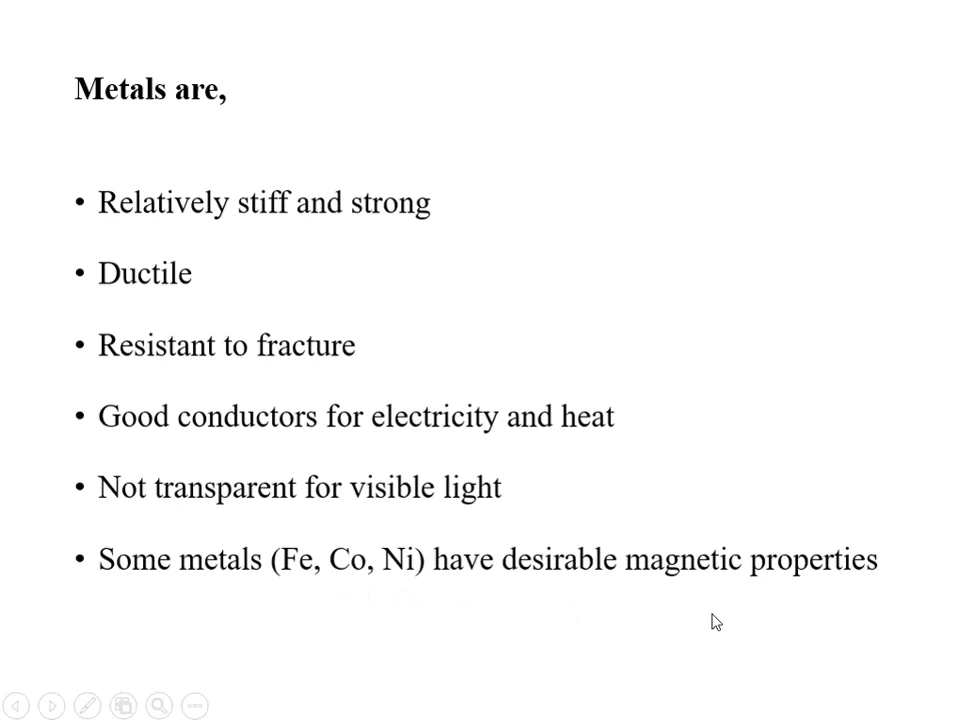 Metals are,
• Relatively stiff and strong
• Ductile
• Resistant to fracture
• Good conductors for electricity and heat
• Not transparent for visible light
• Some metals (Fe, Co, Ni) have desirable magnetic properties